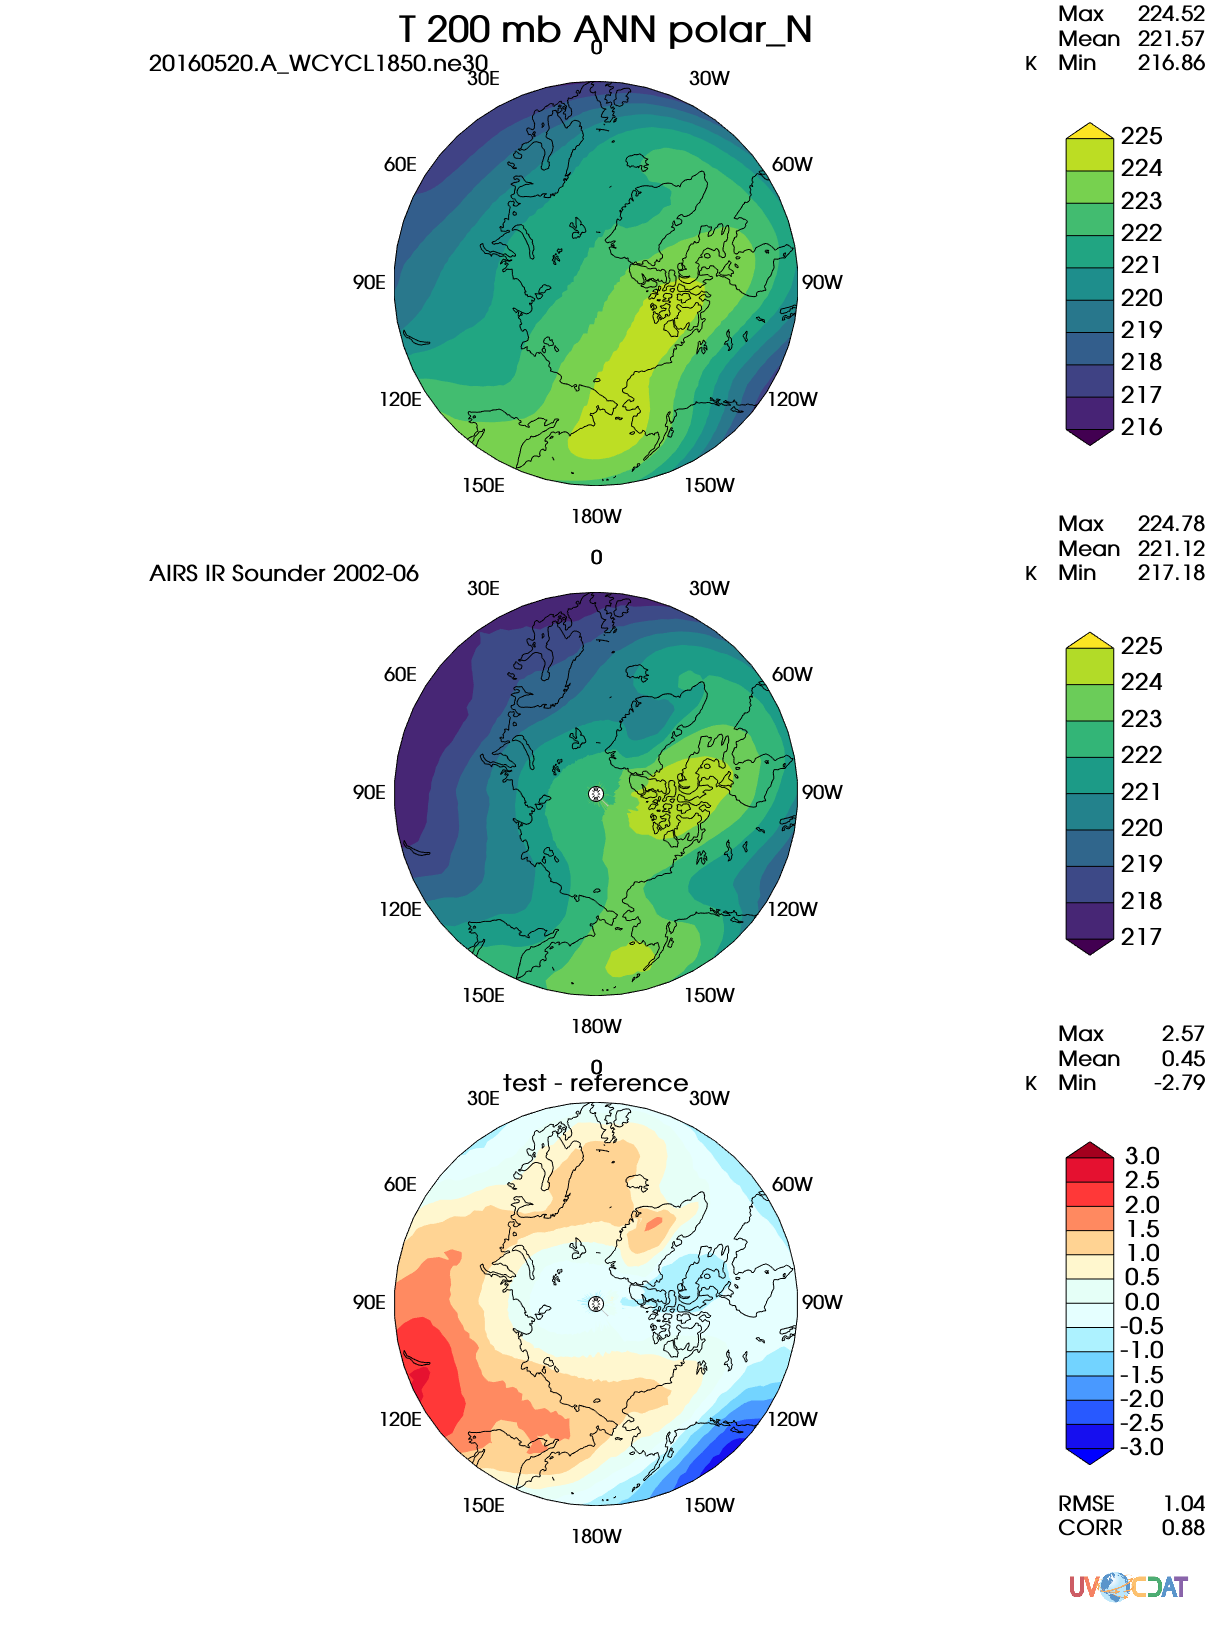 T 200 mb ANN polar_N
20160520.A_WCYCL1850.ne30
K
Max 224.52
Mean 221.57
Min 216.86
0
30E 30W
60E 60W
90E 90W
120E 120W
150E 150W
180W
225
224
223
222
221
220
219
218
217
216
AIRS IR Sounder 2002-06
K
Max 224.78
Mean 221.12
Min 217.18
0
30E 30W
60E 60W
90E 90W
120E 120W
150E 150W
180W
225
224
223
222
221
220
219
218
217
test - reference
K
Max 2.57
Mean 0.45
Min -2.79
0
30E 30W
60E 60W
90E 90W
120E 120W
150E 150W
180W
3.0
2.5
2.0
1.5
1.0
0.5
0.0
-0.5
-1.0
-1.5
-2.0
-2.5
-3.0
RMSE 1.04
CORR 0.88
UV CDAT